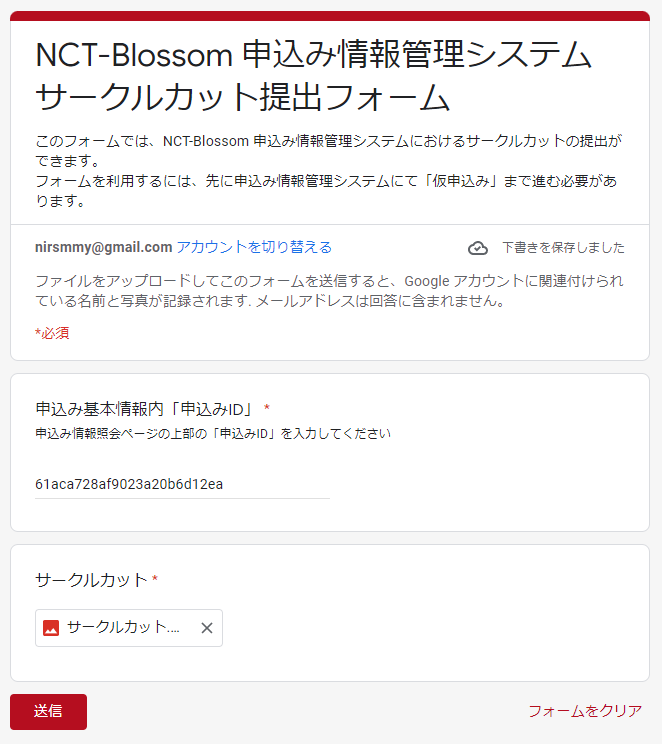 NCT-Blossom 申込み情報管理システム
サークルカット提出フォーム
このフォームでは、NCT-Blossom 申込み情報管理システムにおけるサークルカットの提出が
できます。
フォームを利用するには、先に申込み情報管理システムにて「仮申込み」まで進む必要があ
ります。
nirsmmy@gmail.com アカウントを切り替える 下書きを保存しました
ファイルをアップロードしてこのフォームを送信すると、Google アカウントに関連付けられ
ている名前と写真が記録されます. メールアドレスは回答に含まれません。
*必須
申込み基本情報内「申込みID」 *
申込み情報照会ページの上部の「申込みID」を入力してください
61aca728af9023a20b6d12ea
サークルカット *
サークルカット....
送信 フォームをクリア